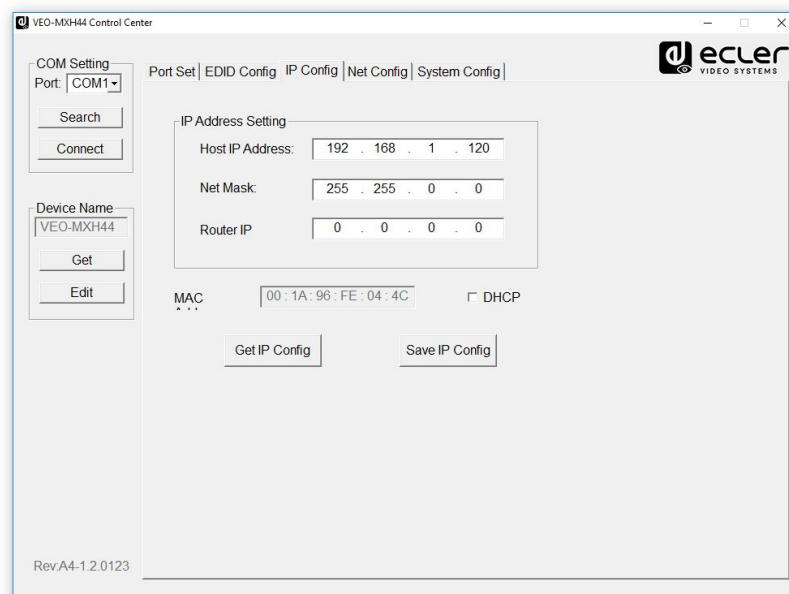 VEO-MXH44 Control Center
ecler
VIDEO SYSTEMS
COM Setting
Port: COM1
Search
Connect
Device Name
VEO-MXH44
Get
Edit
Port Set EDID Config IP Config Net Config System Config
IP Address Setting
Host IP Address: 192 . 168 . 1 . 120
Net Mask: 255 . 255 . 0 . 0
Router IP 0 . 0 . 0 . 0
MAC 00 : 1A : 96 : FE : 04 : 4C DHCP
Get IP Config Save IP Config
Rev:A4-1.2.0123